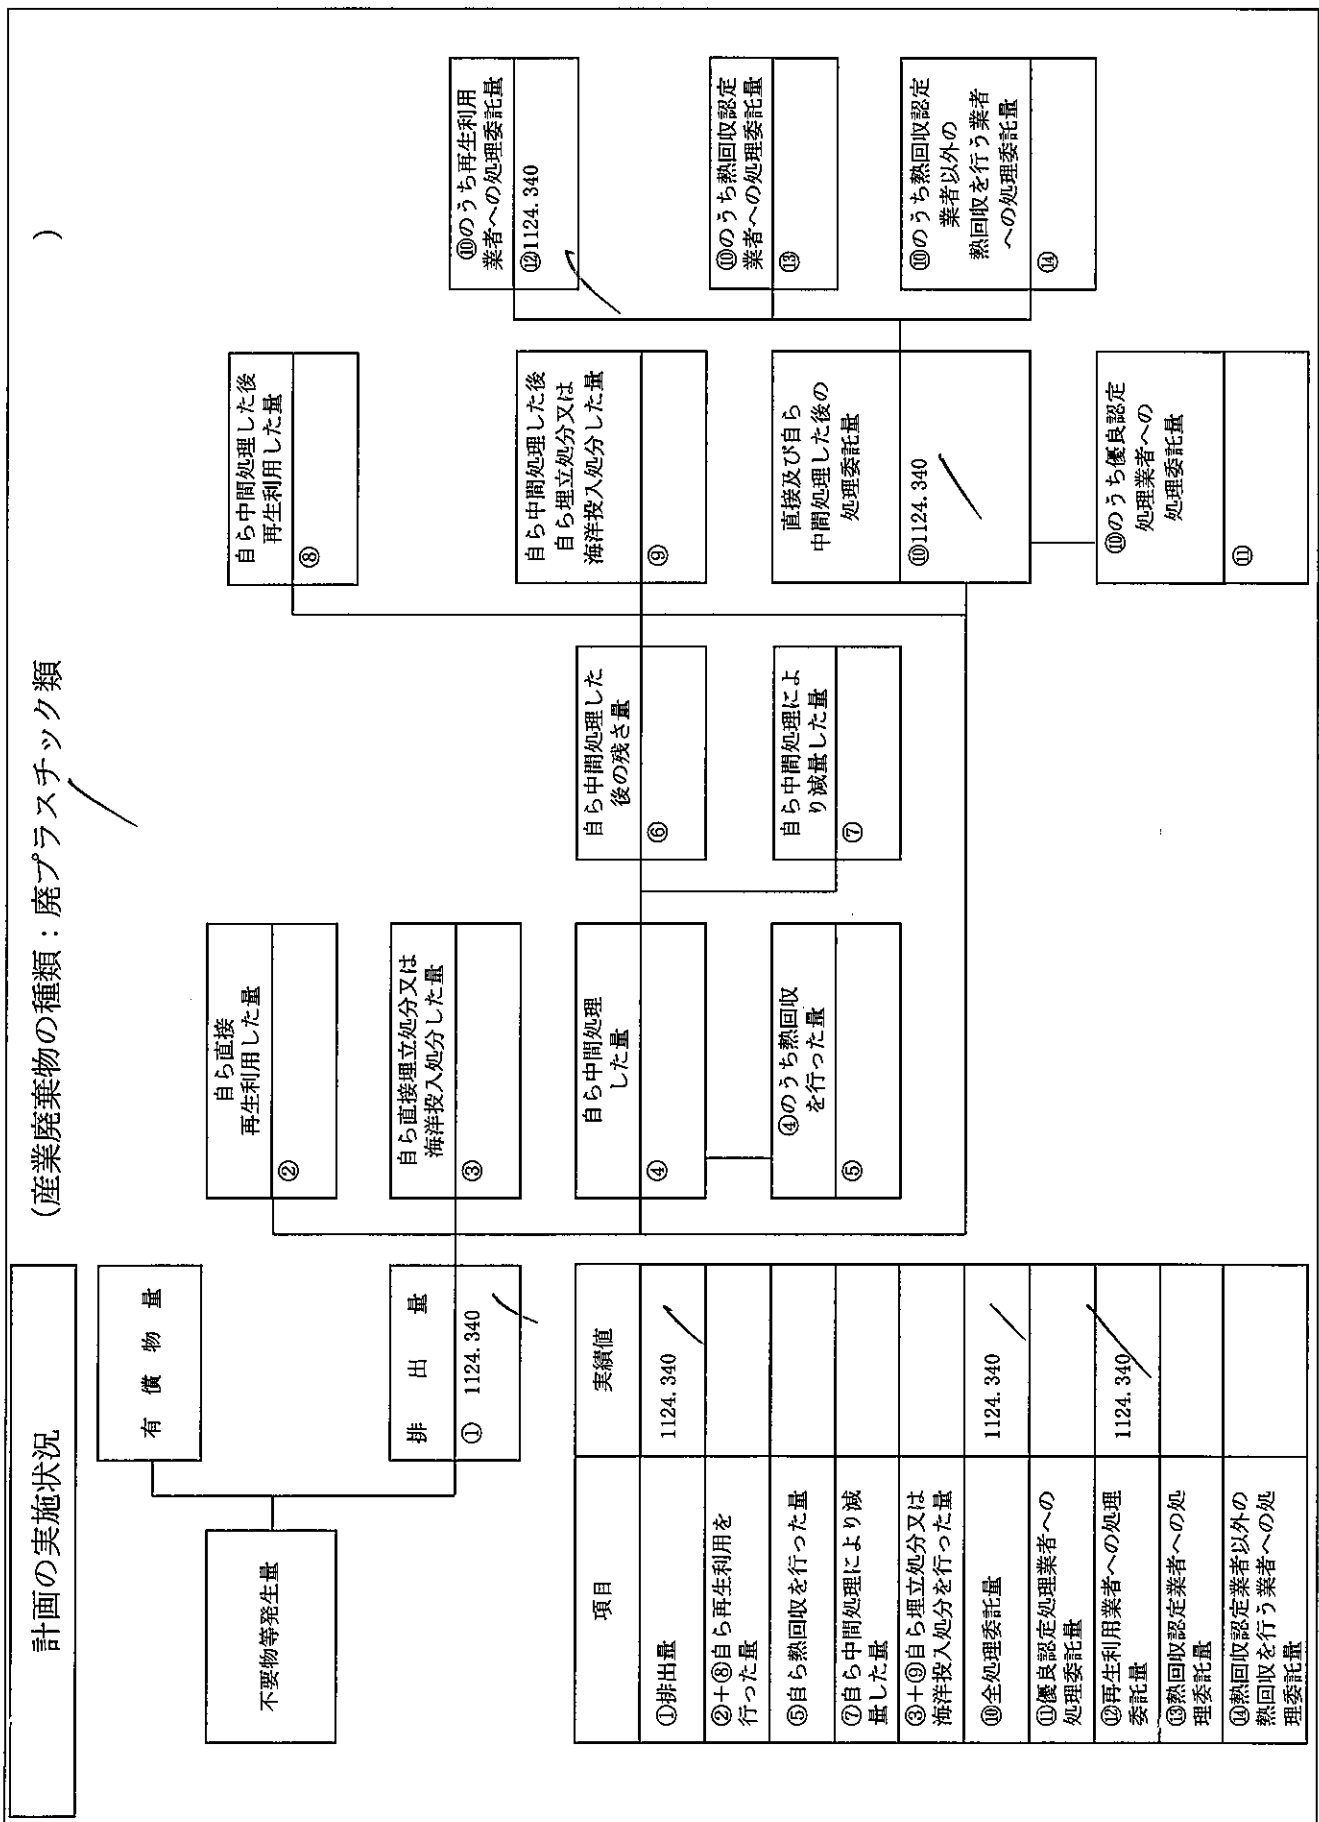 計画の実施状況
(産業廃棄物の種類：廃プラスチック類 )
不要物等発生量
有償物量
排出量
① 1124.340
自ら直接
再生利用した量
②
自ら直接埋立処分又は
海洋投入処分した量
③
自ら中間処理
した量
④
④のうち熱回収
を行った量
⑤
自ら中間処理した
後の残さ量
⑥
自ら中間処理によ
り減量した量
⑦
自ら中間処理した後
再生利用した量
⑧
自ら中間処理した後
自ら埋立処分又は
海洋投入処分した量
⑨
直接及び自ら
中間処理した後の
処理委託量
⑩1124.340
⑩のうち優良認定
処理業者への
処理委託量
⑪
⑩のうち再生利用
業者への処理委託量
⑫1124.340
⑩のうち熱回収認定
業者への処理委託量
⑬
⑩のうち熱回収認定
業者以外の
熱回収を行う業者
への処理委託量
⑭
項目 実績値
①排出量 1124.340
②+⑧自ら再生利用を
行った量
⑤自ら熱回収を行った量
⑦自ら中間処理により減
量した量
③+⑨自ら埋立処分又は
海洋投入処分を行った量
⑩全処理委託量 1124.340
⑪優良認定処理業者への
処理委託量
⑫再生利用業者への処理
委託量 1124.340
⑬熱回収認定業者への処
理委託量
⑭熱回収認定業者以外の
熱回収を行う業者への処
理委託量